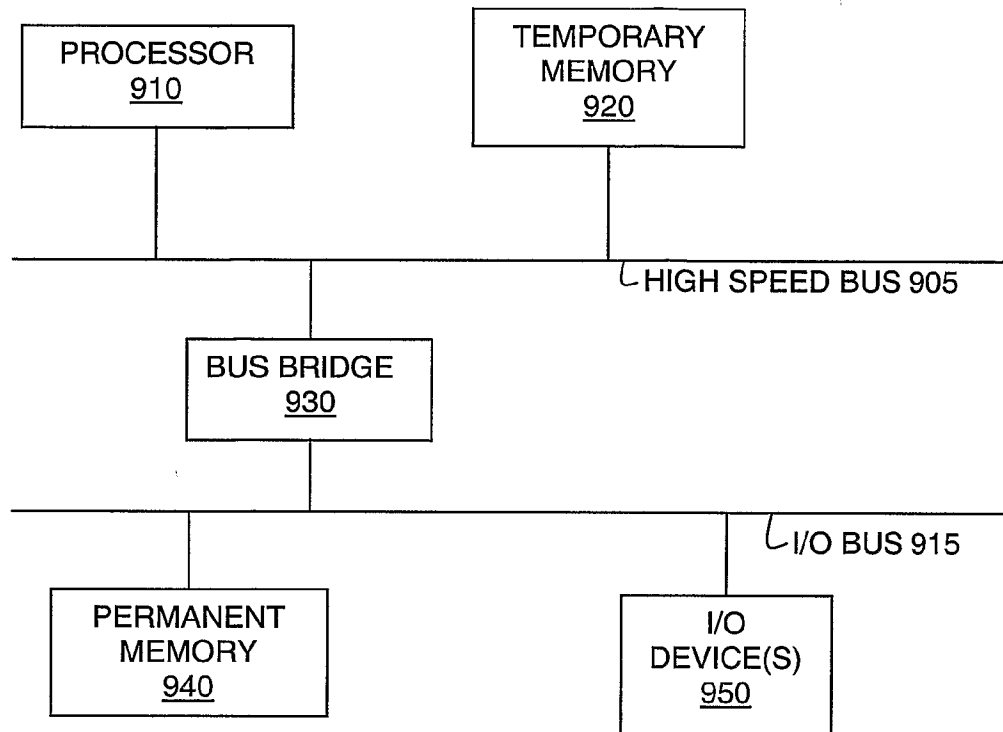 PROCESSOR
910
TEMPORARY
MEMORY
920
HIGH SPEED BUS 905
BUS BRIDGE
930
I/O BUS 915
PERMANENT
MEMORY
940
I/O
DEVICE(S)
950